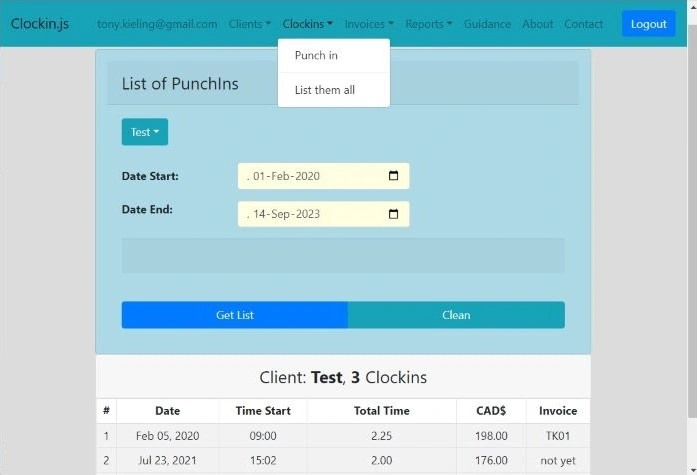 Clockin.js tony.kieling@gmail.com Clients Clockins Invoices Reports Guidance About Contact Logout
Punch in
List them all
List of PunchIns
Test
Date Start: . 01-Feb-2020
Date End: . 14-Sep-2023
Get List Clean
Client: Test, 3 Clockins
# Date Time Start Total Time CAD$ Invoice
1 Feb 05, 2020 09:00 2.25 198.00 TK01
2 Jul 23, 2021 15:02 2.00 176.00 not yet